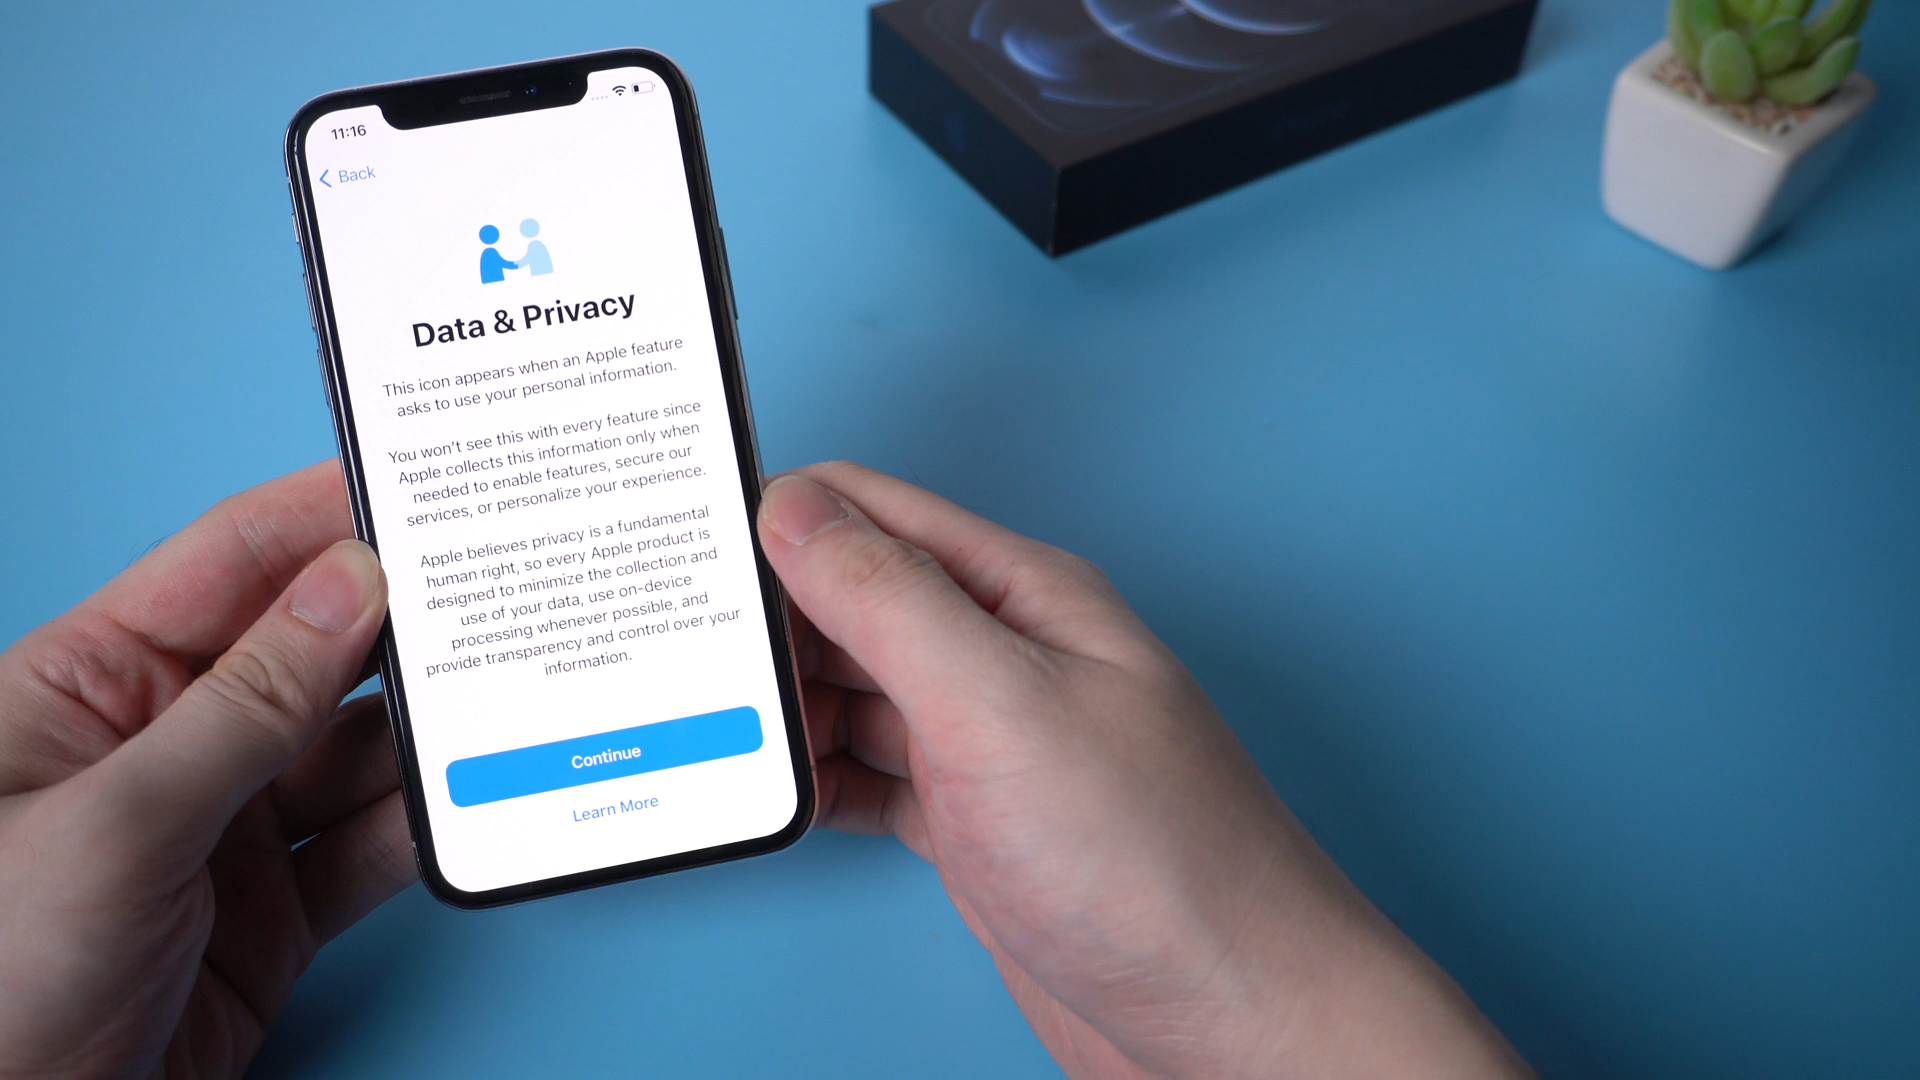 11:16
Back
Data & Privacy
This icon appears when an Apple feature
asks to use your personal information.
You won't see this with every feature since
Apple collects this information only when
needed to enable features, secure our
services, or personalize your experience.
Apple believes privacy is a fundamental
human right, so every Apple product is
designed to minimize the collection and
use of your data, use on-device
processing whenever possible, and
provide transparency and control over your
information.
Continue
Learn More